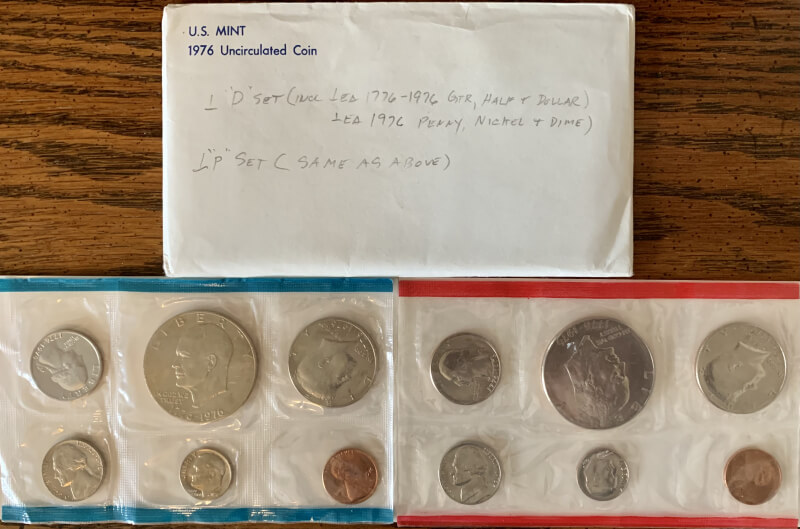 U.S. MINT
1976 Uncirculated Coin
1 "D" SET (INCL 1EA 1776-1976 QTR, HALF & DOLLAR)
1EA 1976 PENNY, NICKEL & DIME)
1 "P" SET ( SAME AS ABOVE)
LIBERTY
1776-1976